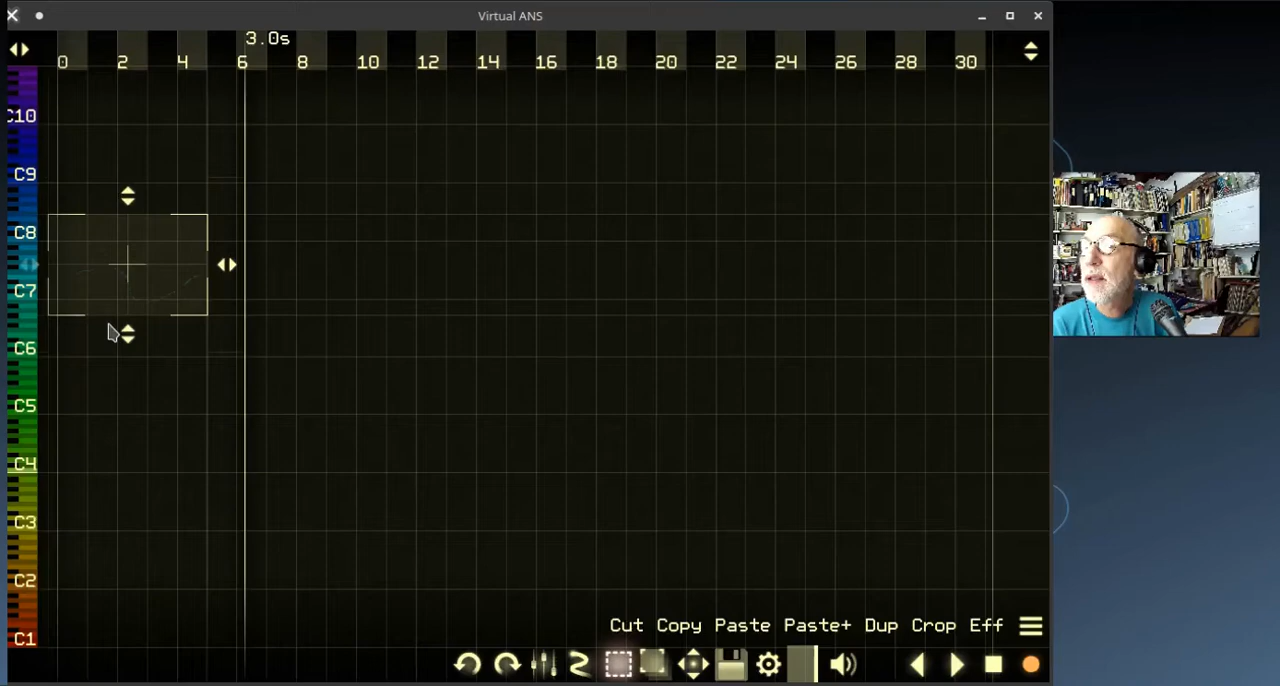 Virtual ANS
3.0s
0 2 4 6 8 10 12 14 16 18 20 22 24 26 28 30
C10
C9
C8
C7
C6
C5
C4
C3
C2
C1
Cut Copy Paste Paste+ Dup Crop Eff